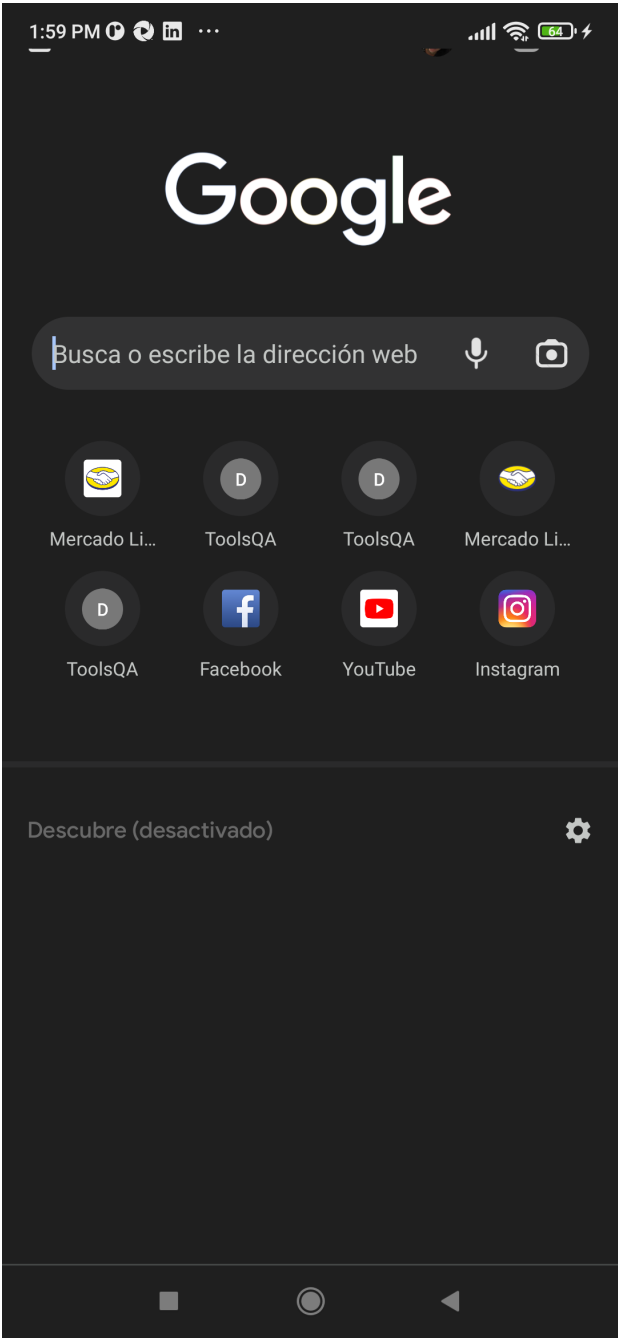 1:59 PM
64
Google
Busca o escribe la dirección web
D
D
Mercado Li...
ToolsQA
ToolsQA
Mercado Li...
D
ToolsQA
Facebook
YouTube
Instagram
Descubre (desactivado)